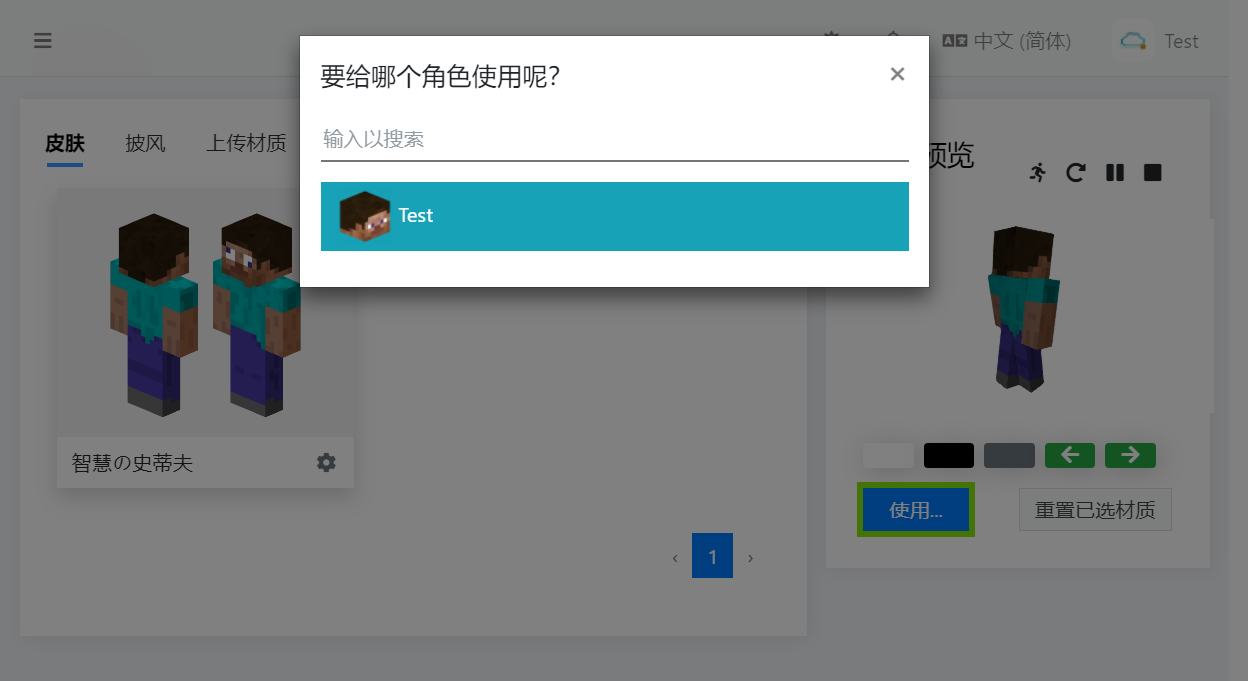 中文 (简体)
Test
要给哪个角色使用呢？
×
输入以搜索
Test
皮肤
披风
上传材质
预览
智慧の史蒂夫
‹
1
›
使用...
重置已选材质